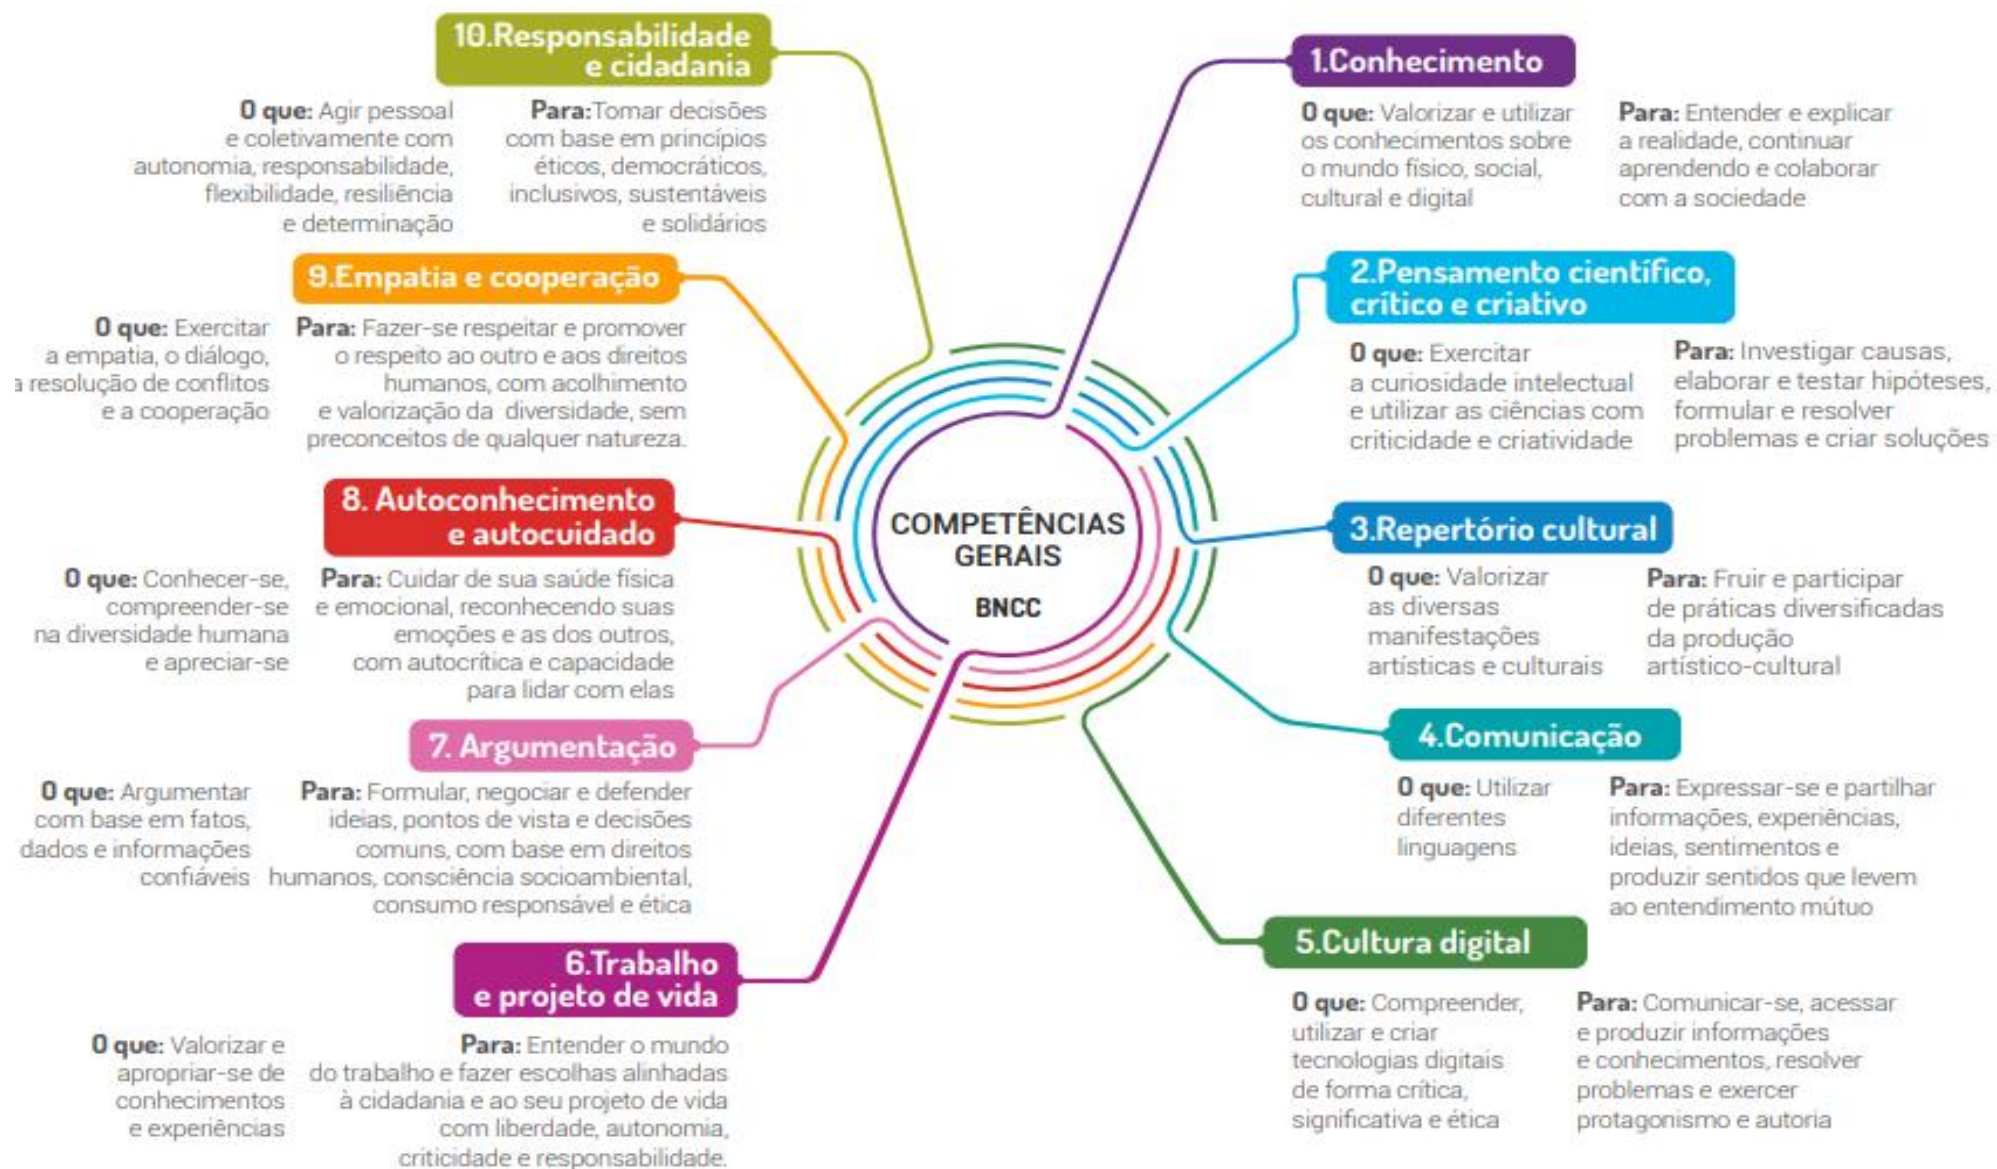 COMPETÊNCIAS
GERAIS
BNCC
1.Conhecimento
O que: Valorizar e utilizar
os conhecimentos sobre
o mundo físico, social,
cultural e digital
Para: Entender e explicar
a realidade, continuar
aprendendo e colaborar
com a sociedade
2.Pensamento científico,
crítico e criativo
O que: Exercitar
a curiosidade intelectual
e utilizar as ciências com
criticidade e criatividade
Para: Investigar causas,
elaborar e testar hipóteses,
formular e resolver
problemas e criar soluções
3.Repertório cultural
O que: Valorizar
as diversas
manifestações
artísticas e culturais
Para: Fruir e participar
de práticas diversificadas
da produção
artístico-cultural
4.Comunicação
O que: Utilizar
diferentes
linguagens
Para: Expressar-se e partilhar
informações, experiências,
ideias, sentimentos e
produzir sentidos que levem
ao entendimento mútuo
5.Cultura digital
O que: Compreender,
utilizar e criar
tecnologias digitais
de forma crítica,
significativa e ética
Para: Comunicar-se, acessar
e produzir informações
e conhecimentos, resolver
problemas e exercer
protagonismo e autoria
6.Trabalho
e projeto de vida
O que: Valorizar e
apropriar-se de
conhecimentos
e experiências
Para: Entender o mundo
do trabalho e fazer escolhas alinhadas
à cidadania e ao seu projeto de vida
com liberdade, autonomia,
criticidade e responsabilidade.
7. Argumentação
O que: Argumentar
com base em fatos,
dados e informações
confiáveis
Para: Formular, negociar e defender
ideias, pontos de vista e decisões
comuns, com base em direitos
humanos, consciência socioambiental,
consumo responsável e ética
8. Autoconhecimento
e autocuidado
O que: Conhecer-se,
compreender-se
na diversidade humana
e apreciar-se
Para: Cuidar de sua saúde física
e emocional, reconhecendo suas
emoções e as dos outros,
com autocrítica e capacidade
para lidar com elas
9.Empatia e cooperação
O que: Exercitar
a empatia, o diálogo,
a resolução de conflitos
e a cooperação
Para: Fazer-se respeitar e promover
o respeito ao outro e aos direitos
humanos, com acolhimento
e valorização da diversidade, sem
preconceitos de qualquer natureza.
10.Responsabilidade
e cidadania
O que: Agir pessoal
e coletivamente com
autonomia, responsabilidade,
flexibilidade, resiliência
e determinação
Para:Tomar decisões
com base em princípios
éticos, democráticos,
inclusivos, sustentáveis
e solidários